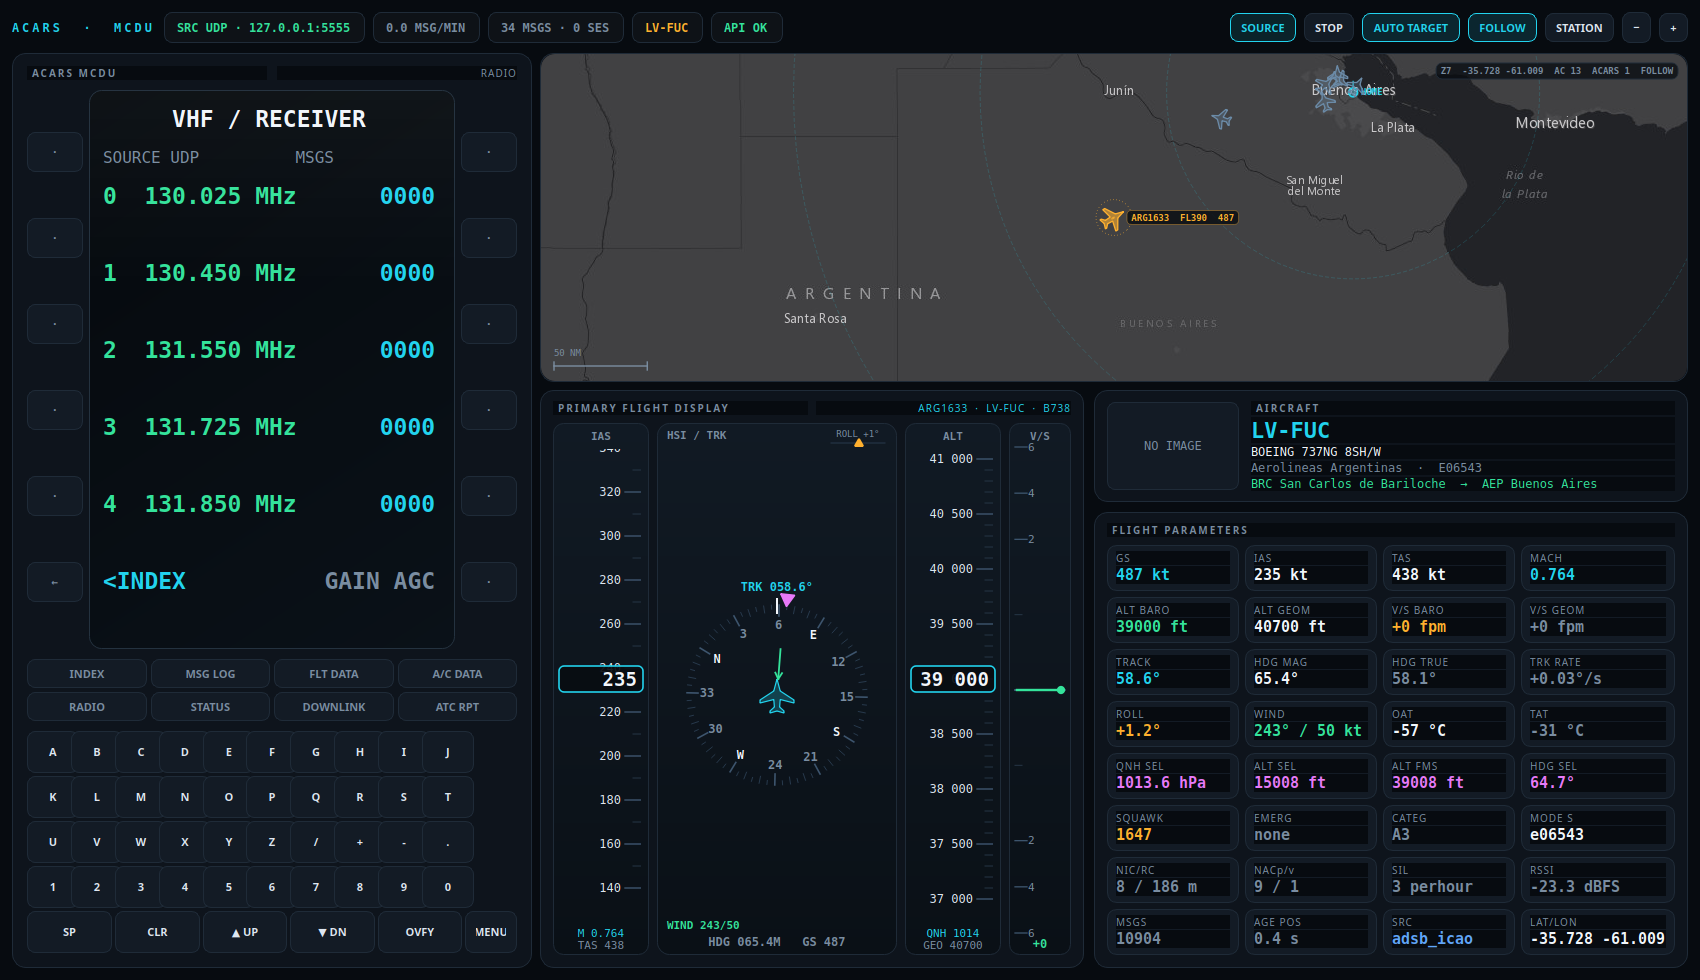 ACARS · MCDU
SRC UDP · 127.0.0.1:5555
0.0 MSG/MIN
34 MSGS · 0 SES
LV-FUC
API OK
SOURCE
STOP
AUTO TARGET
FOLLOW
STATION
−
+
ACARS MCDU
RADIO
VHF / RECEIVER
SOURCE UDP MSGS
0 130.025 MHz 0000
1 130.450 MHz 0000
2 131.550 MHz 0000
3 131.725 MHz 0000
4 131.850 MHz 0000
←
<INDEX GAIN AGC
INDEX MSG LOG FLT DATA A/C DATA
RADIO STATUS DOWNLINK ATC RPT
A B C D E F G H I J
K L M N O P Q R S T
U V W X Y Z / + - .
1 2 3 4 5 6 7 8 9 0
SP CLR ▲ UP ▼ DN OVFY MENU
Z7 -35.728 -61.009 AC 13 ACARS 1 FOLLOW
Junín
Buenos Aires
La Plata
Montevideo
San Miguel
del Monte
Río de
la Plata
ARG1633 FL390 487
ARGENTINA
Santa Rosa
BUENOS AIRES
50 NM
PRIMARY FLIGHT DISPLAY
ARG1633 · LV-FUC · B738
IAS
340
320
300
280
260
240
235
220
200
180
160
140
M 0.764
TAS 438
HSI / TRK
ROLL +1°
TRK 058.6°
3 6 E
N 12
33 15
30 S
W 24 21
WIND 243/50
HDG 065.4M GS 487
ALT
41 000
40 500
40 000
39 500
39 000
38 500
38 000
37 500
37 000
QNH 1014
GEO 40700
V/S
6
4
2
2
4
6
+0
NO IMAGE
AIRCRAFT
LV-FUC
BOEING 737NG 8SH/W
Aerolineas Argentinas · E06543
BRC San Carlos de Bariloche → AEP Buenos Aires
FLIGHT PARAMETERS
GS IAS TAS MACH
487 kt 235 kt 438 kt 0.764
ALT BARO ALT GEOM V/S BARO V/S GEOM
39000 ft 40700 ft +0 fpm +0 fpm
TRACK HDG MAG HDG TRUE TRK RATE
58.6° 65.4° 58.1° +0.03°/s
ROLL WIND OAT TAT
+1.2° 243° / 50 kt -57 °C -31 °C
QNH SEL ALT SEL ALT FMS HDG SEL
1013.6 hPa 15008 ft 39008 ft 64.7°
SQUAWK EMERG CATEG MODE S
1647 none A3 e06543
NIC/RC NACp/v SIL RSSI
8 / 186 m 9 / 1 3 perhour -23.3 dBFS
MSGS AGE POS SRC LAT/LON
10904 0.4 s adsb_icao -35.728 -61.009